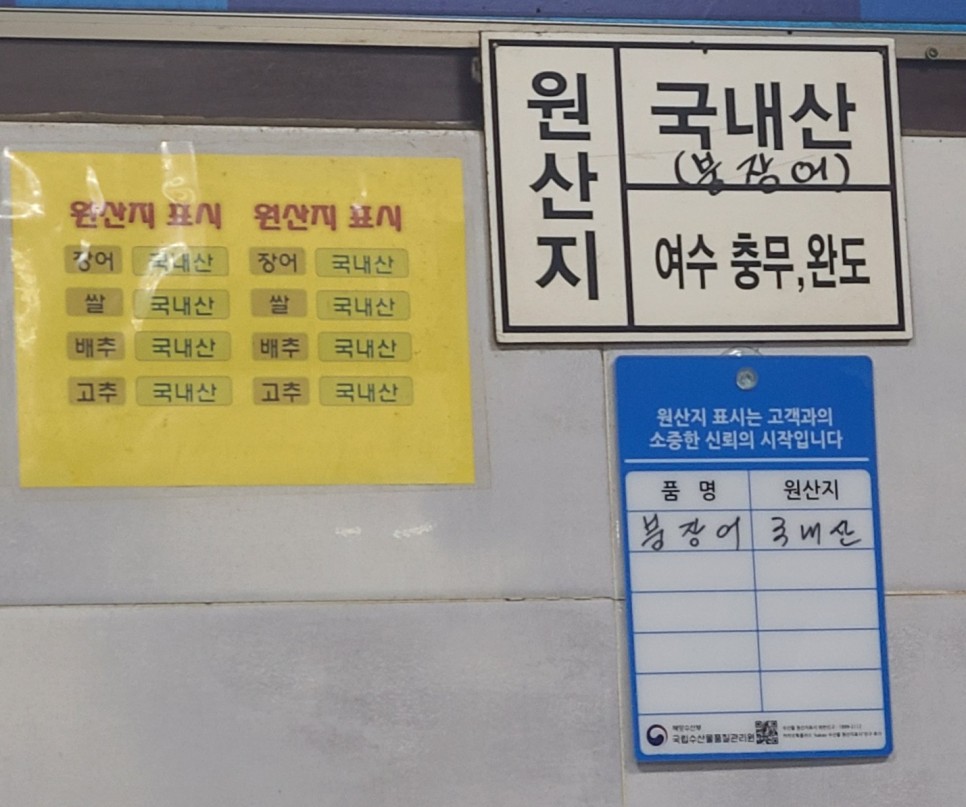 원산지 표시 원산지 표시
장어 국내산 장어 국내산
쌀 국내산 쌀 국내산
배추 국내산 배추 국내산
고추 국내산 고추 국내산
원산지
국내산
(붕장어)
여수 충무,완도
원산지 표시는 고객과의
소중한 신뢰의 시작입니다
품 명 원산지
붕장어 국내산
해양수산부
국립수산물품질관리원